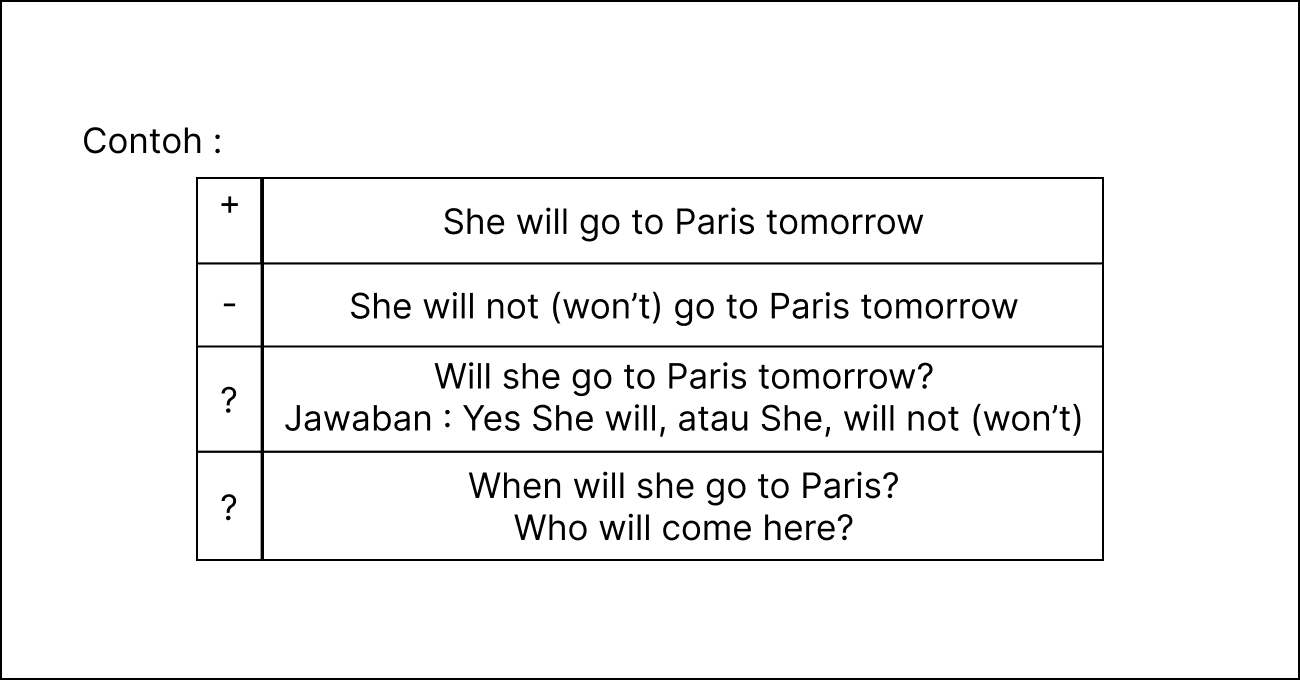 Contoh :
+
She will go to Paris tomorrow
-
She will not (won’t) go to Paris tomorrow
?
Will she go to Paris tomorrow?
Jawaban : Yes She will, atau She, will not (won’t)
?
When will she go to Paris?
Who will come here?